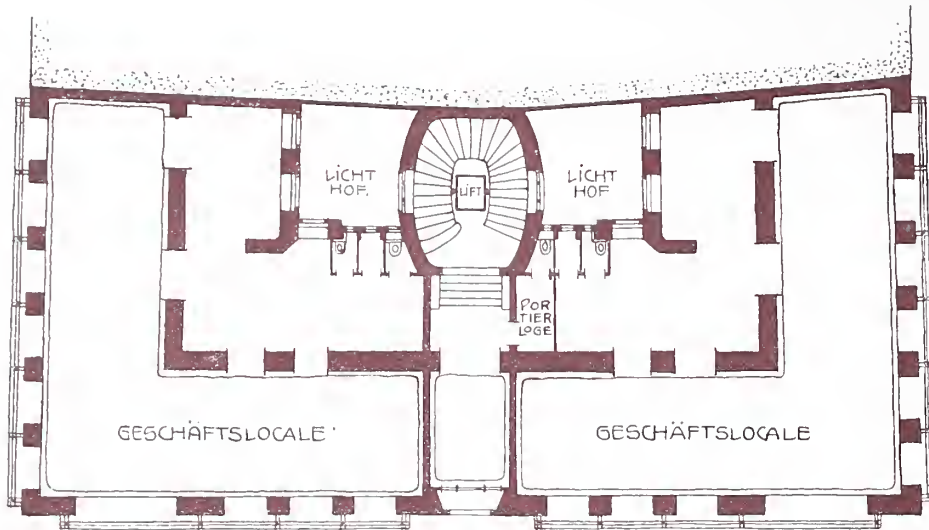 LICHT
HOF.
LIFT
LICHT
HOF
POR
TIER
LOGE
GESCHÄFTSLOCALE
GESCHÄFTSLOCALE